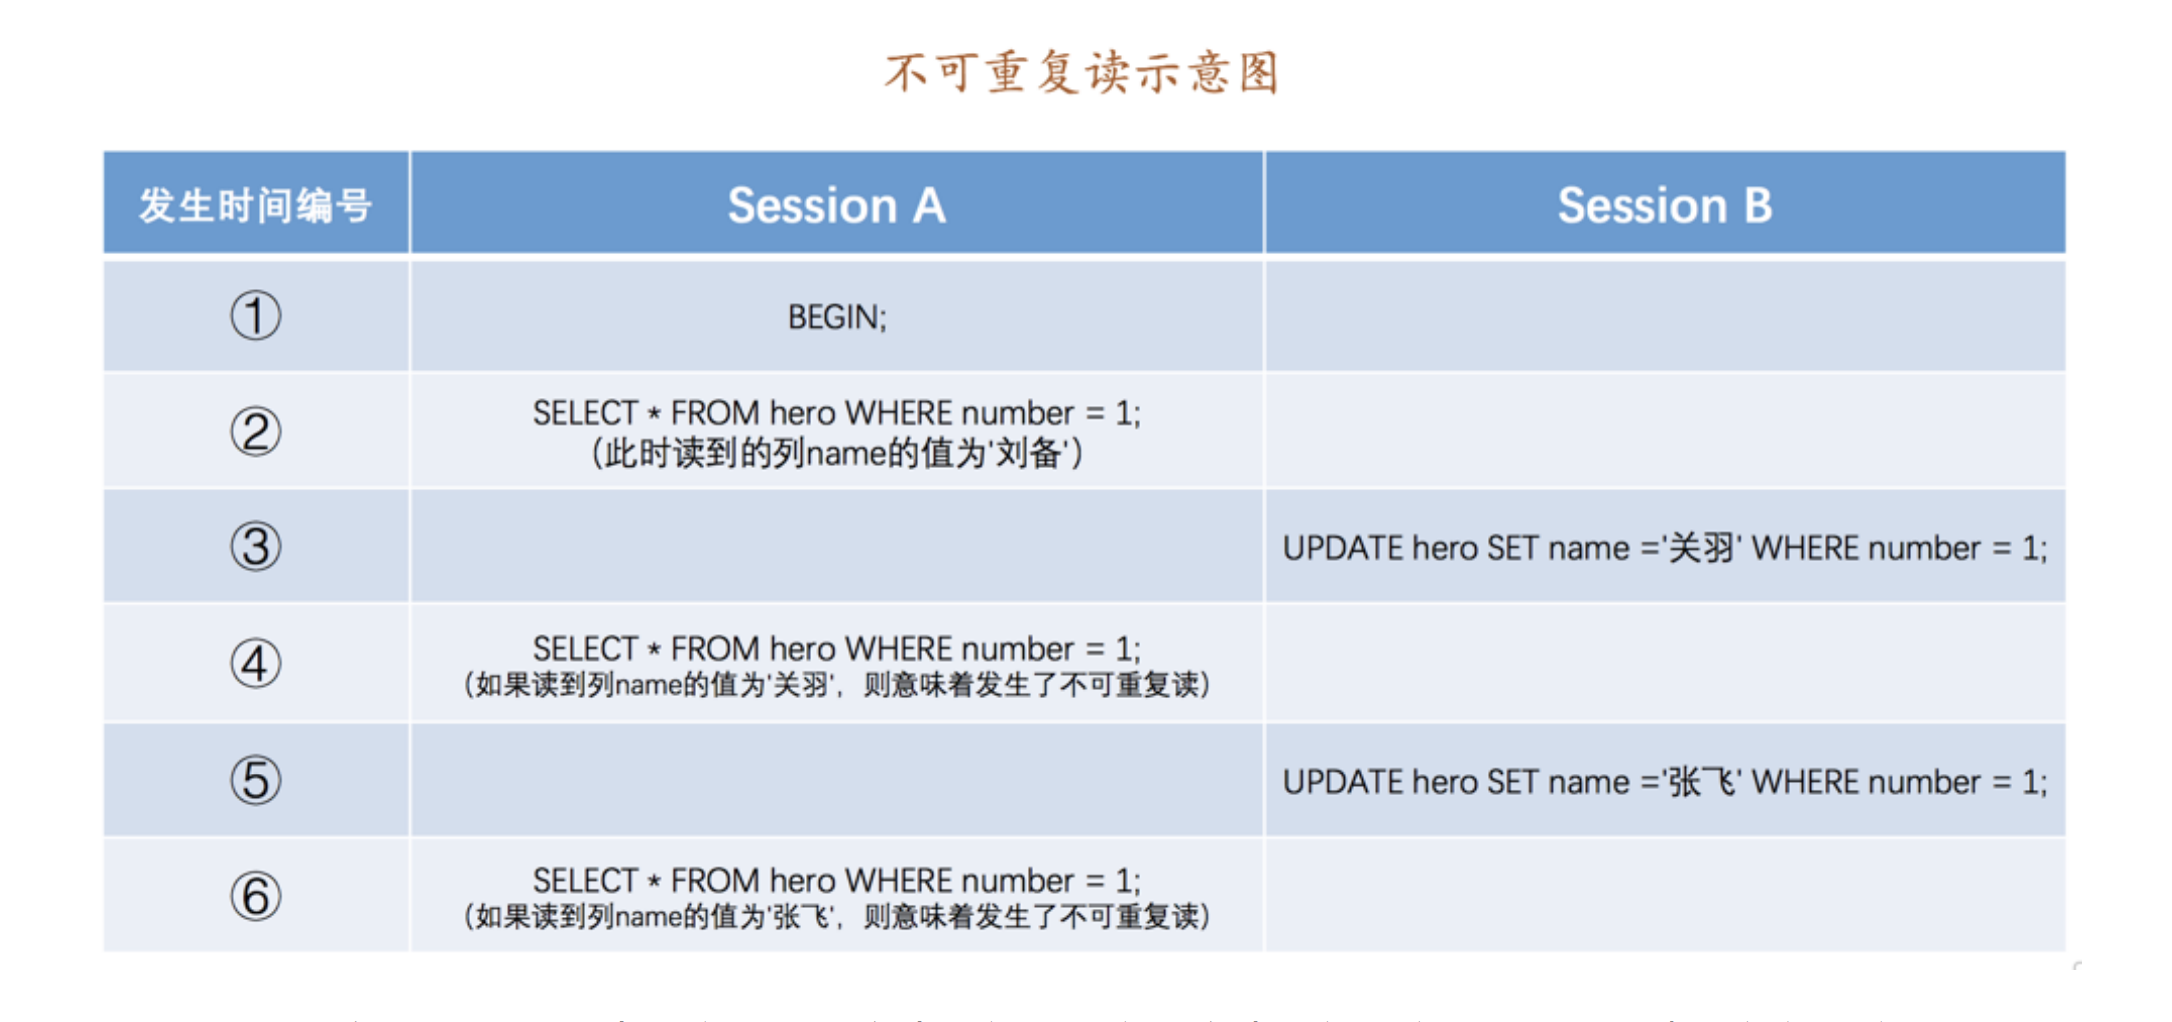 不可重复读示意图
发生时间编号 Session A Session B
① BEGIN;
② SELECT * FROM hero WHERE number = 1;
（此时读到的列name的值为'刘备'）
③ UPDATE hero SET name ='关羽' WHERE number = 1;
④ SELECT * FROM hero WHERE number = 1;
（如果读到列name的值为'关羽'，则意味着发生了不可重复读）
⑤ UPDATE hero SET name ='张飞' WHERE number = 1;
⑥ SELECT * FROM hero WHERE number = 1;
（如果读到列name的值为'张飞'，则意味着发生了不可重复读）